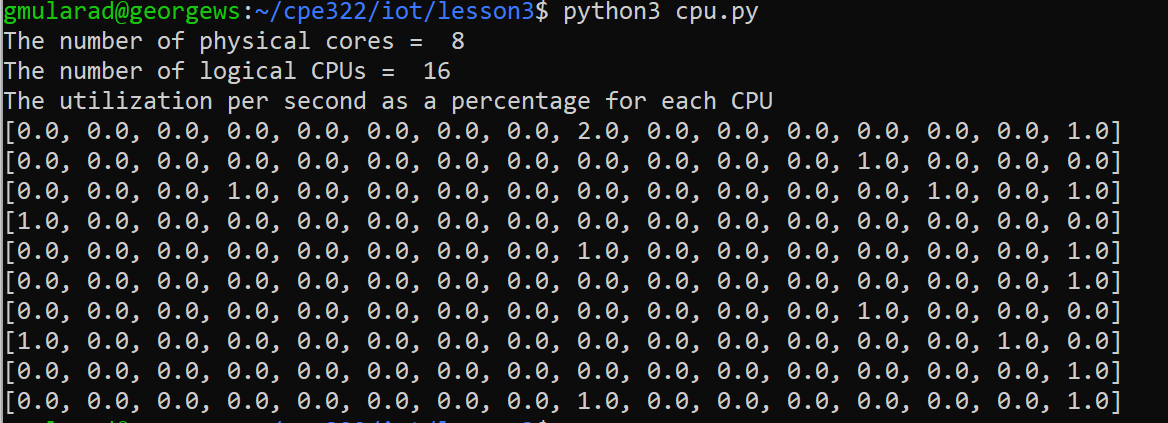 gmularad@georgews:~/cpe322/iot/lesson3$ python3 cpu.py
The number of physical cores =  8
The number of logical CPUs =  16
The utilization per second as a percentage for each CPU
[0.0, 0.0, 0.0, 0.0, 0.0, 0.0, 0.0, 0.0, 2.0, 0.0, 0.0, 0.0, 0.0, 0.0, 0.0, 1.0]
[0.0, 0.0, 0.0, 0.0, 0.0, 0.0, 0.0, 0.0, 0.0, 0.0, 0.0, 0.0, 1.0, 0.0, 0.0, 0.0]
[0.0, 0.0, 0.0, 1.0, 0.0, 0.0, 0.0, 0.0, 0.0, 0.0, 0.0, 0.0, 0.0, 1.0, 0.0, 1.0]
[1.0, 0.0, 0.0, 0.0, 0.0, 0.0, 0.0, 0.0, 0.0, 0.0, 0.0, 0.0, 0.0, 0.0, 0.0, 0.0]
[0.0, 0.0, 0.0, 0.0, 0.0, 0.0, 0.0, 0.0, 1.0, 0.0, 0.0, 0.0, 0.0, 0.0, 0.0, 1.0]
[0.0, 0.0, 0.0, 0.0, 0.0, 0.0, 0.0, 0.0, 0.0, 0.0, 0.0, 0.0, 0.0, 0.0, 0.0, 1.0]
[0.0, 0.0, 0.0, 0.0, 0.0, 0.0, 0.0, 0.0, 0.0, 0.0, 0.0, 0.0, 1.0, 0.0, 0.0, 0.0]
[1.0, 0.0, 0.0, 0.0, 0.0, 0.0, 0.0, 0.0, 0.0, 0.0, 0.0, 0.0, 0.0, 0.0, 1.0, 0.0]
[0.0, 0.0, 0.0, 0.0, 0.0, 0.0, 0.0, 0.0, 0.0, 0.0, 0.0, 0.0, 0.0, 0.0, 0.0, 1.0]
[0.0, 0.0, 0.0, 0.0, 0.0, 0.0, 0.0, 0.0, 1.0, 0.0, 0.0, 0.0, 0.0, 0.0, 0.0, 1.0]